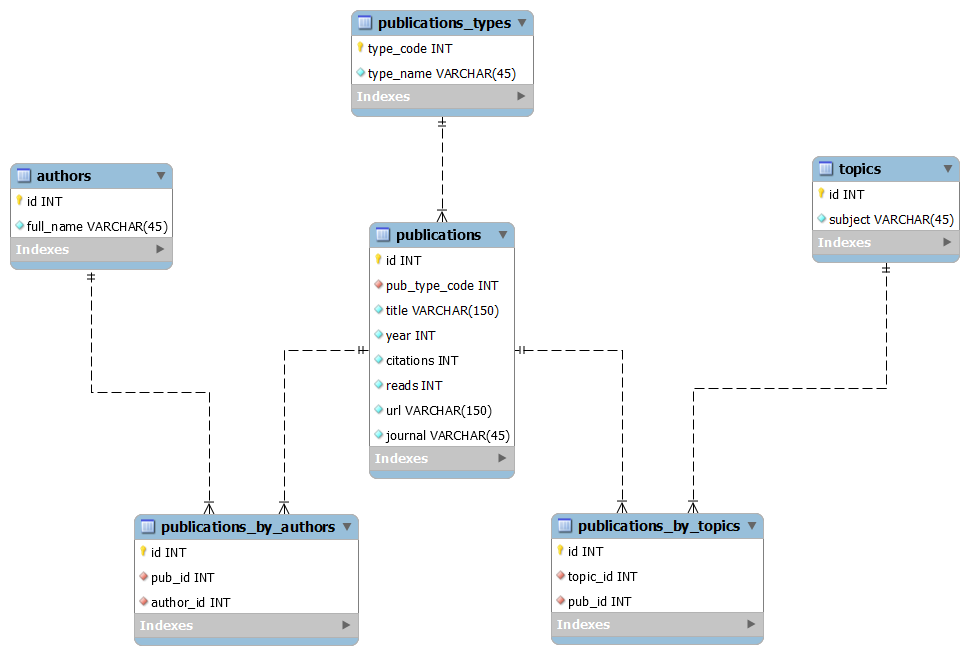 publications_types
type_code INT
type_name VARCHAR(45)
Indexes
authors
id INT
full_name VARCHAR(45)
Indexes
topics
id INT
subject VARCHAR(45)
Indexes
publications
id INT
pub_type_code INT
title VARCHAR(150)
year INT
citations INT
reads INT
url VARCHAR(150)
journal VARCHAR(45)
Indexes
publications_by_authors
id INT
pub_id INT
author_id INT
Indexes
publications_by_topics
id INT
topic_id INT
pub_id INT
Indexes